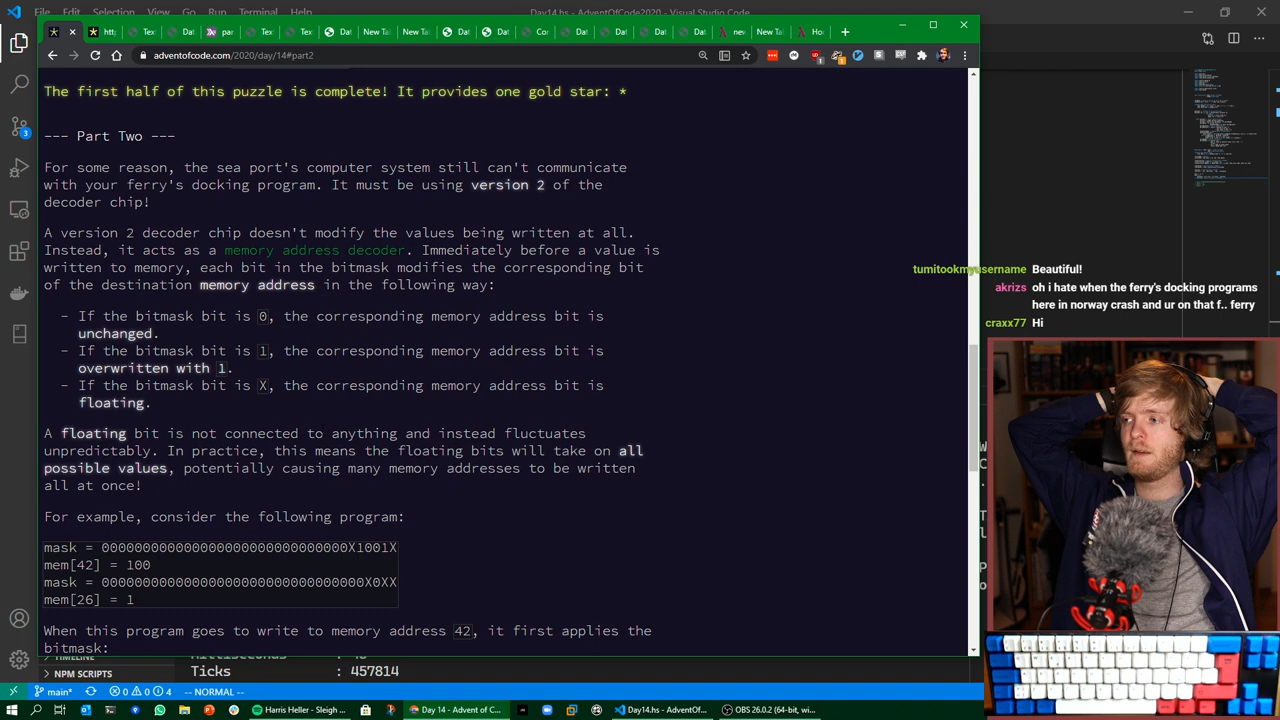 File Edit Selection View Go Run Terminal Help
Day14.hs - AdventOfCode2020 - Visual Studio Code
adventofcode.com/2020/day/14#part2
The first half of this puzzle is complete! It provides one gold star: *
--- Part Two ---
For some reason, the sea port's computer system still can't communicate
with your ferry's docking program. It must be using version 2 of the
decoder chip!
A version 2 decoder chip doesn't modify the values being written at all.
Instead, it acts as a memory address decoder. Immediately before a value is
written to memory, each bit in the bitmask modifies the corresponding bit
of the destination memory address in the following way:
- If the bitmask bit is 0, the corresponding memory address bit is
unchanged.
- If the bitmask bit is 1, the corresponding memory address bit is
overwritten with 1.
- If the bitmask bit is X, the corresponding memory address bit is
floating.
A floating bit is not connected to anything and instead fluctuates
unpredictably. In practice, this means the floating bits will take on all
possible values, potentially causing many memory addresses to be written
all at once!
For example, consider the following program:
mask = 000000000000000000000000000000X1001X
mem[42] = 100
mask = 00000000000000000000000000000000X0XX
mem[26] = 1
When this program goes to write to memory address 42, it first applies the
bitmask:
tumitookmyusername Beautiful!
akrizs oh i hate when the ferry's docking programs
here in norway crash and ur on that f.. ferry
craxx77 Hi
NPM SCRIPTS
Ticks : 457814
main* 0 0 4 -- NORMAL --
Harris Heller - Sleigh ...
Day 14 - Advent of C...
Day14.hs - AdventOf...
OBS 26.0.2 (64-bit, w...